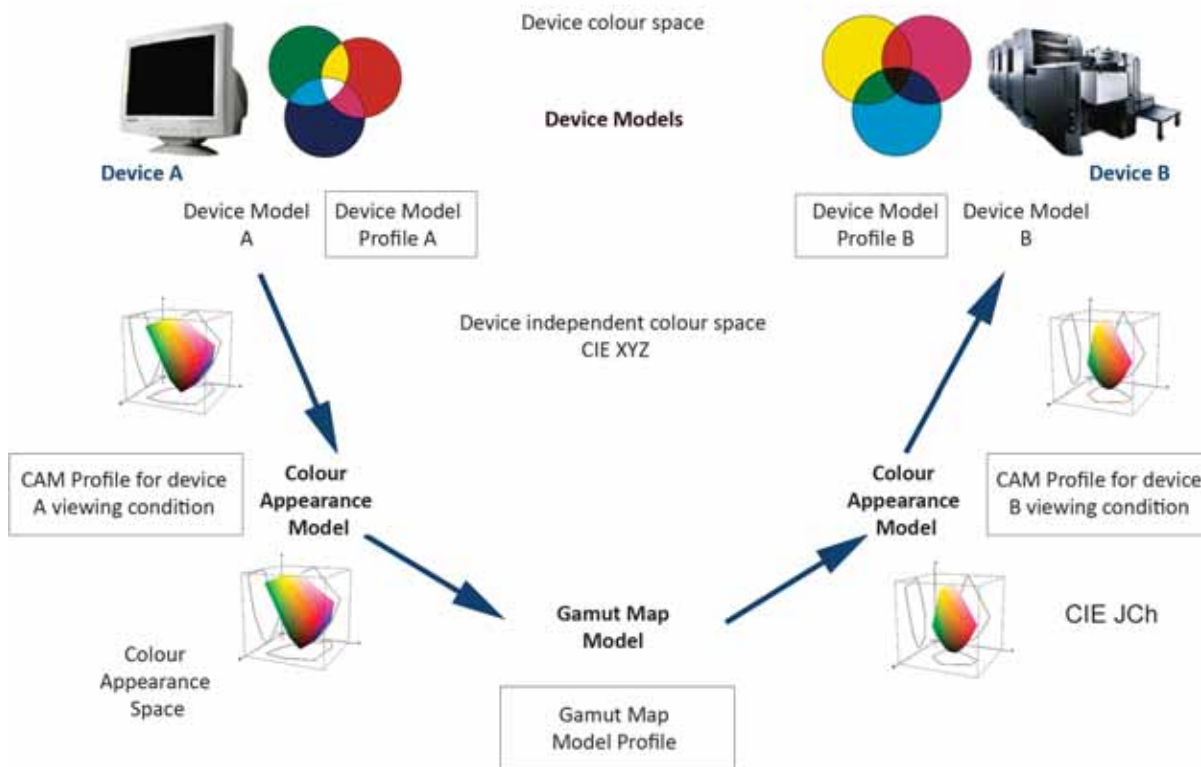 Device colour space
Device Models
Device A
Device B
Device Model
A
Device Model
Profile A
Device Model
Profile B
Device Model
B
Device independent colour space
CIE XYZ
CAM Profile for device
A viewing condition
Colour
Appearance
Model
Colour
Appearance
Model
CAM Profile for device
B viewing condition
Gamut Map
Model
CIE JCh
Colour
Appearance
Space
Gamut Map
Model Profile